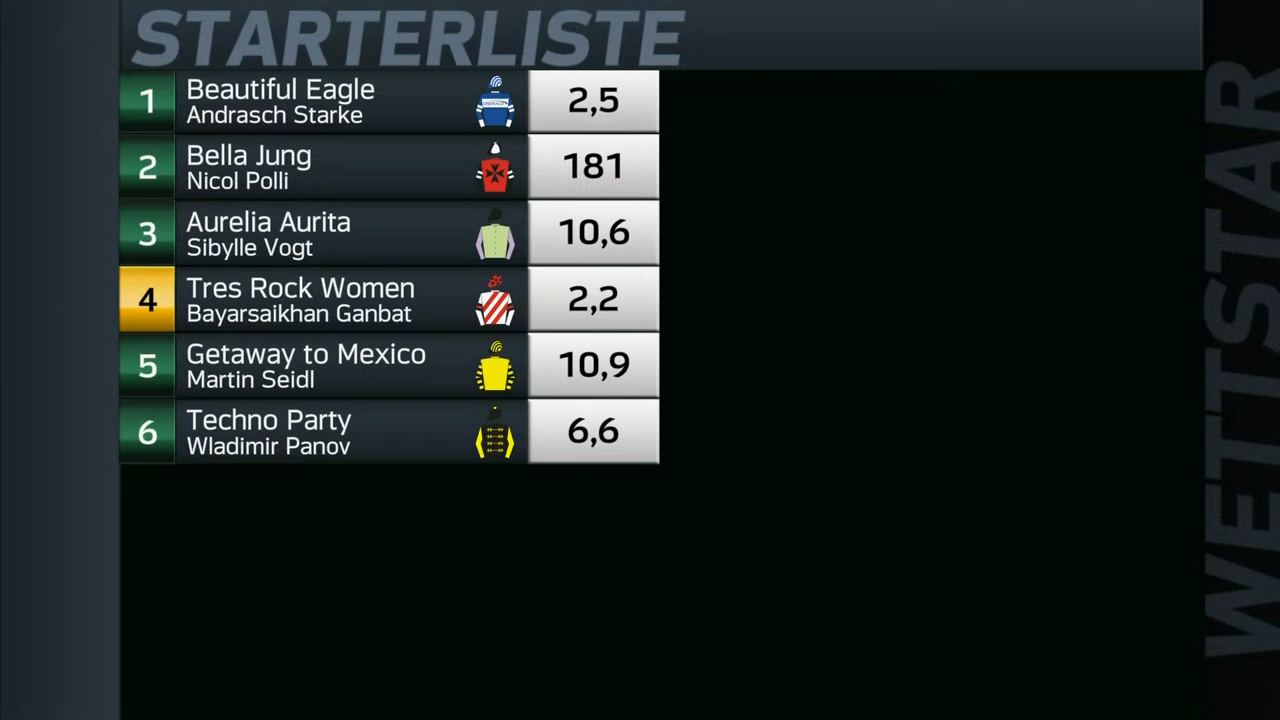 STARTERLISTE
1 Beautiful Eagle 2,5
Andrasch Starke
2 Bella Jung 181
Nicol Polli
3 Aurelia Aurita 10,6
Sibylle Vogt
4 Tres Rock Women 2,2
Bayarsaikhan Ganbat
5 Getaway to Mexico 10,9
Martin Seidl
6 Techno Party 6,6
Wladimir Panov
WETTSTAR